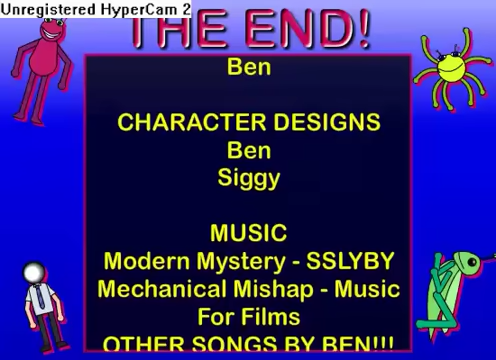 Unregistered HyperCam 2
THE END!
Ben
CHARACTER DESIGNS
Ben
Siggy
MUSIC
Modern Mystery - SSLYBY
Mechanical Mishap - Music
For Films
OTHER SONGS BY BEN!!!